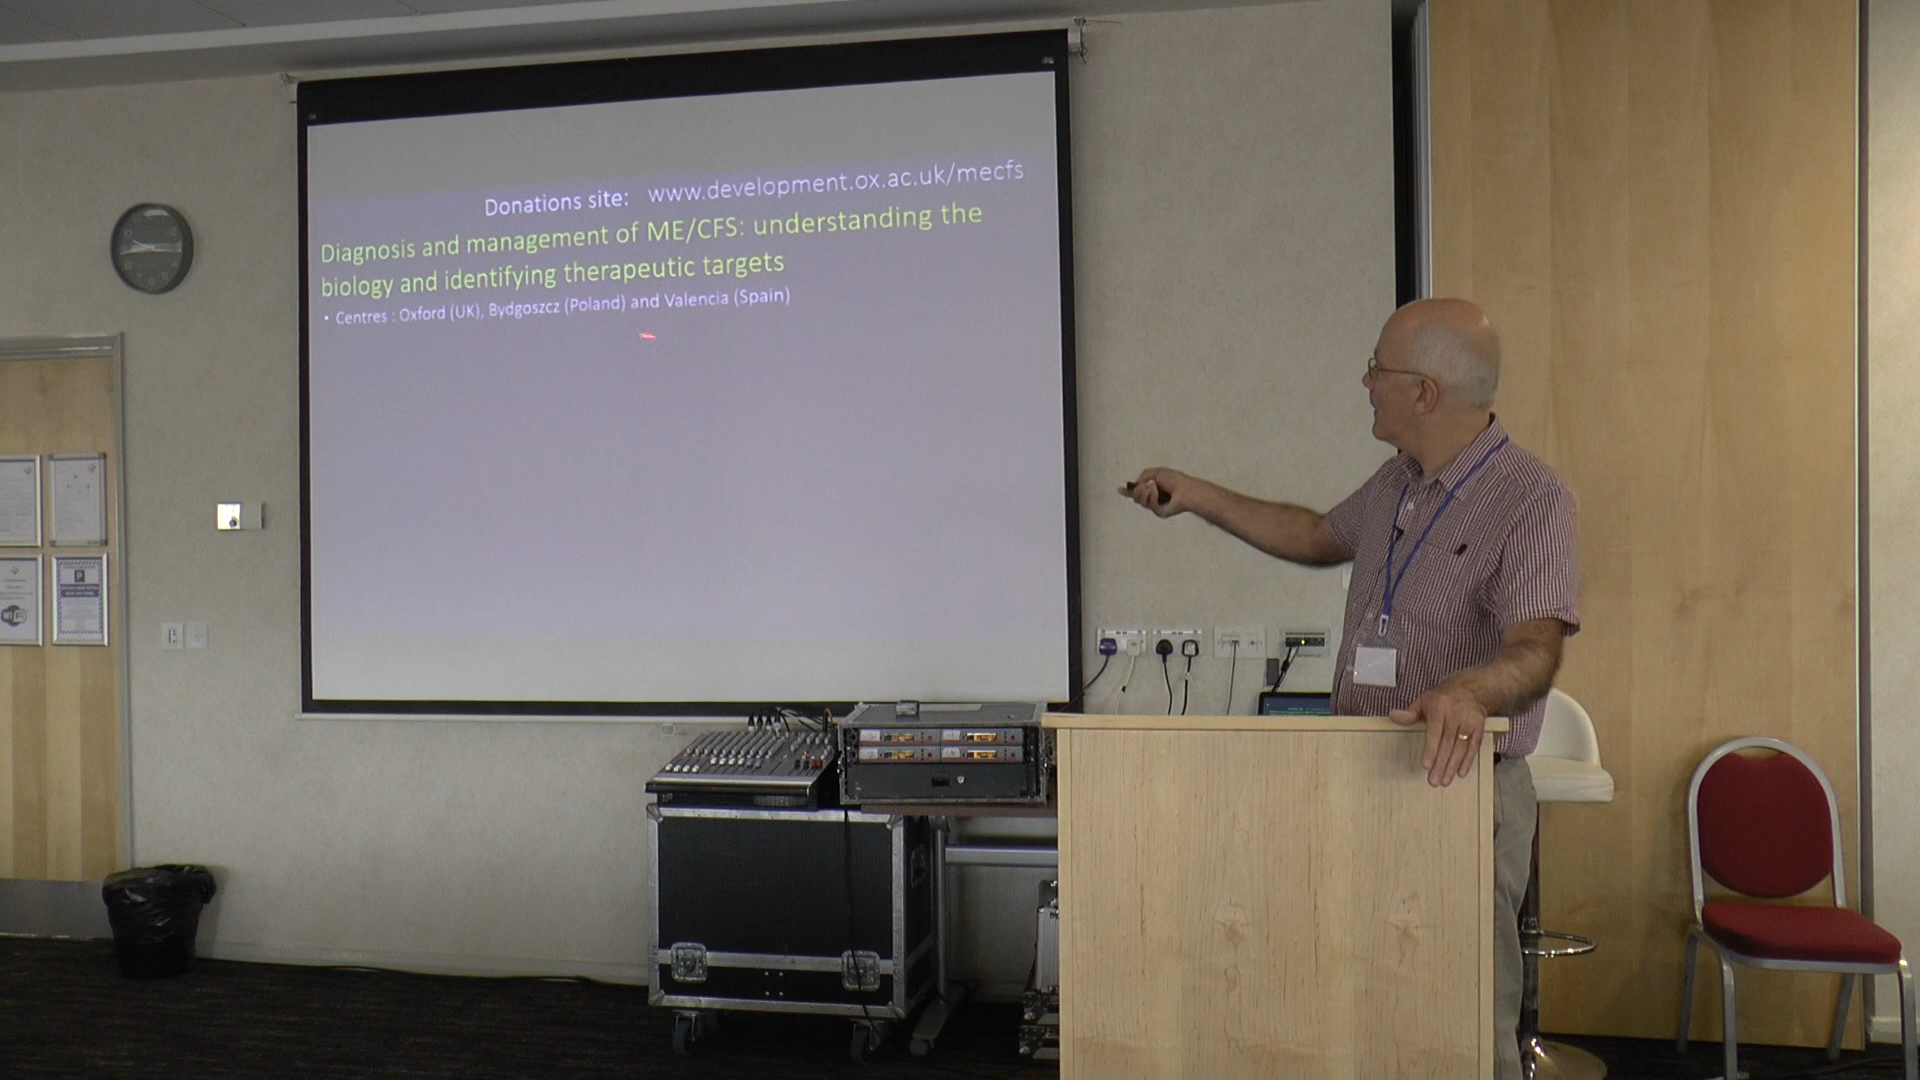 Donations site: www.development.ox.ac.uk/mecfs
Diagnosis and management of ME/CFS: understanding the
biology and identifying therapeutic targets
• Centres : Oxford (UK), Bydgoszcz (Poland) and Valencia (Spain)
P